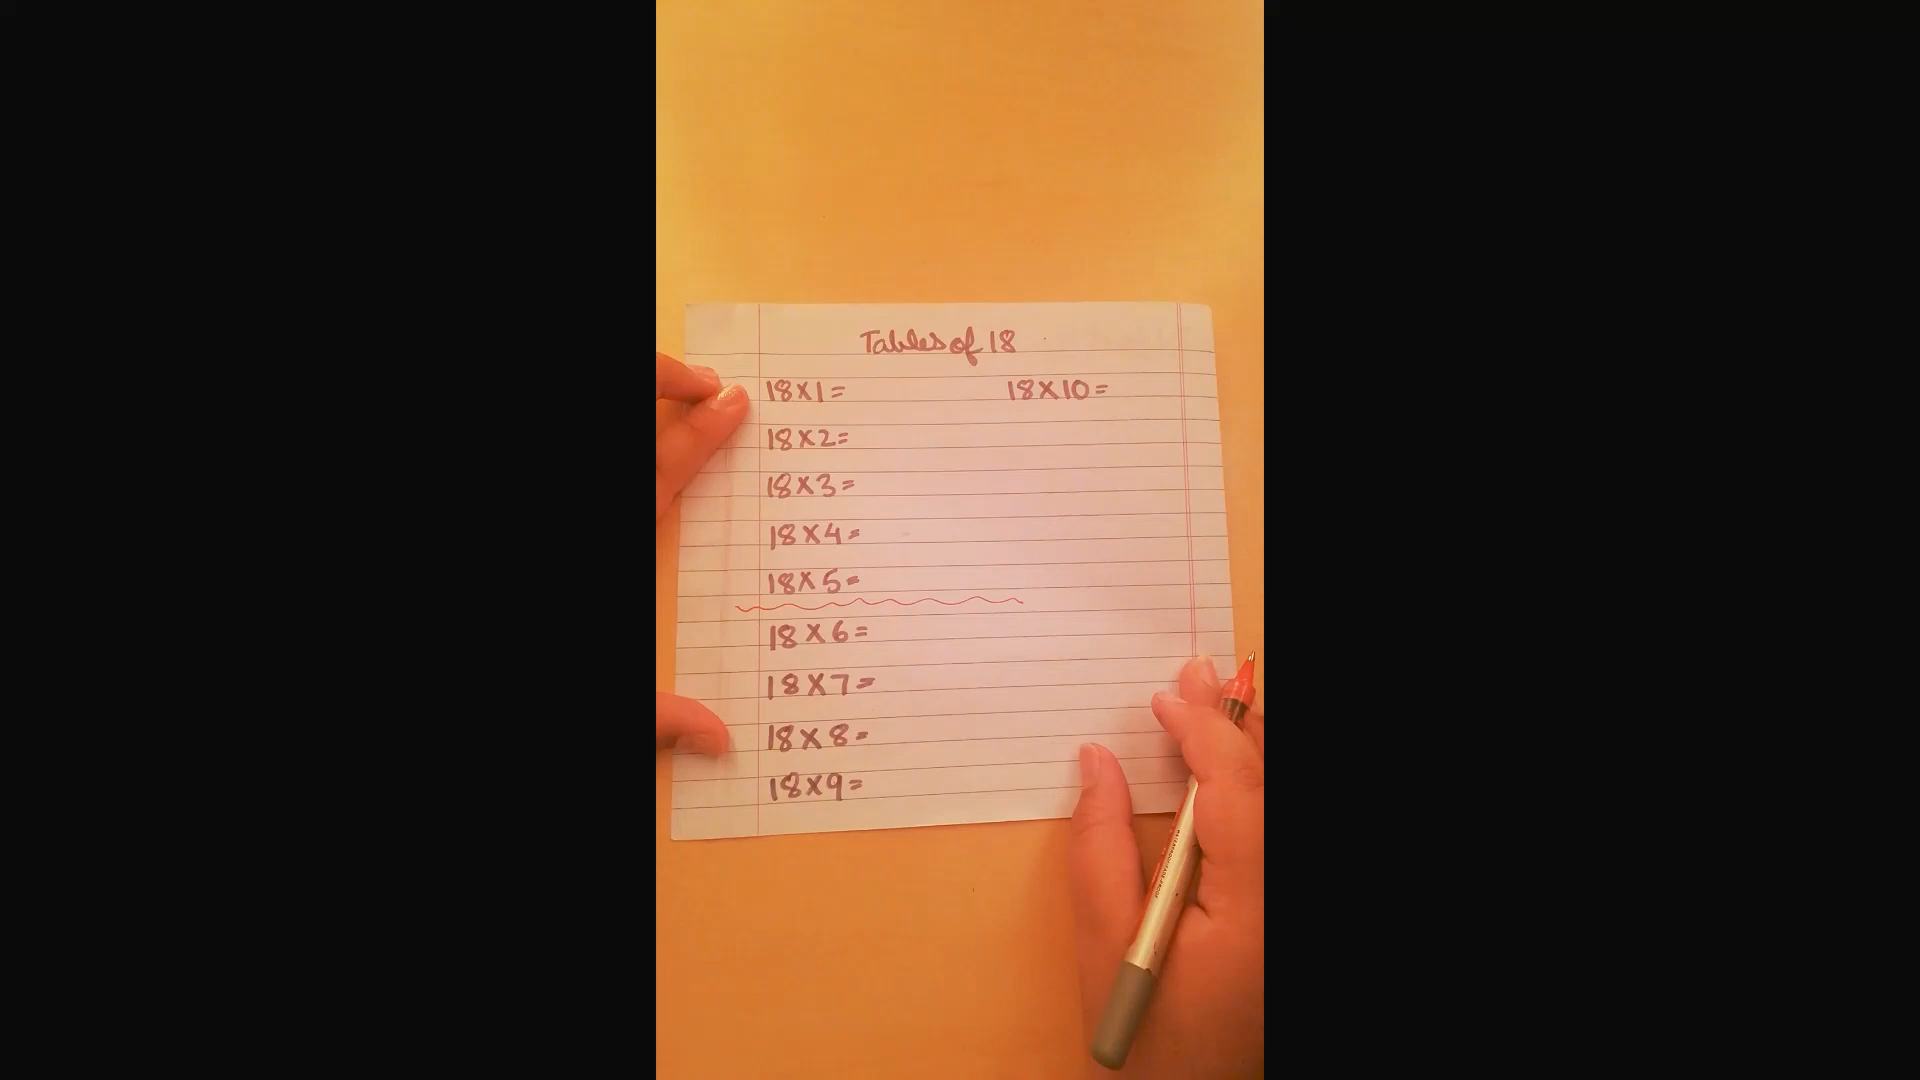 Tables of 18
18X1=
18X2=
18X3=
18X4=
18X5=
18X6=
18X7=
18X8=
18X9=
18X10=